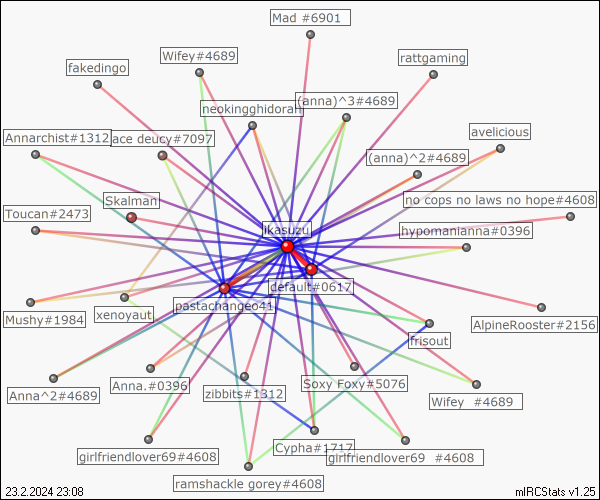 Mad #6901
Wifey#4689
rattgaming
fakedingo
(anna)^3#4689
neokingghidorah
avelicious
Annarchist#1312
ace deucy#7097
(anna)^2#4689
Skalman
no cops no laws no hope#4608
Toucan#2473
ikasuzu
hypomanianna#0396
default#0617
pastachangeo41
Mushy#1984
xenoyaut
AlpineRooster#2156
frisout
Soxy Foxy#5076
Anna.#0396
Anna^2#4689
zibbits#1312
Wifey #4689
Cypha#1717
girlfriendlover69#4608
girlfriendlover69 #4608
ramshackle gorey#4608
23.2.2024 23:08
mIRCStats v1.25